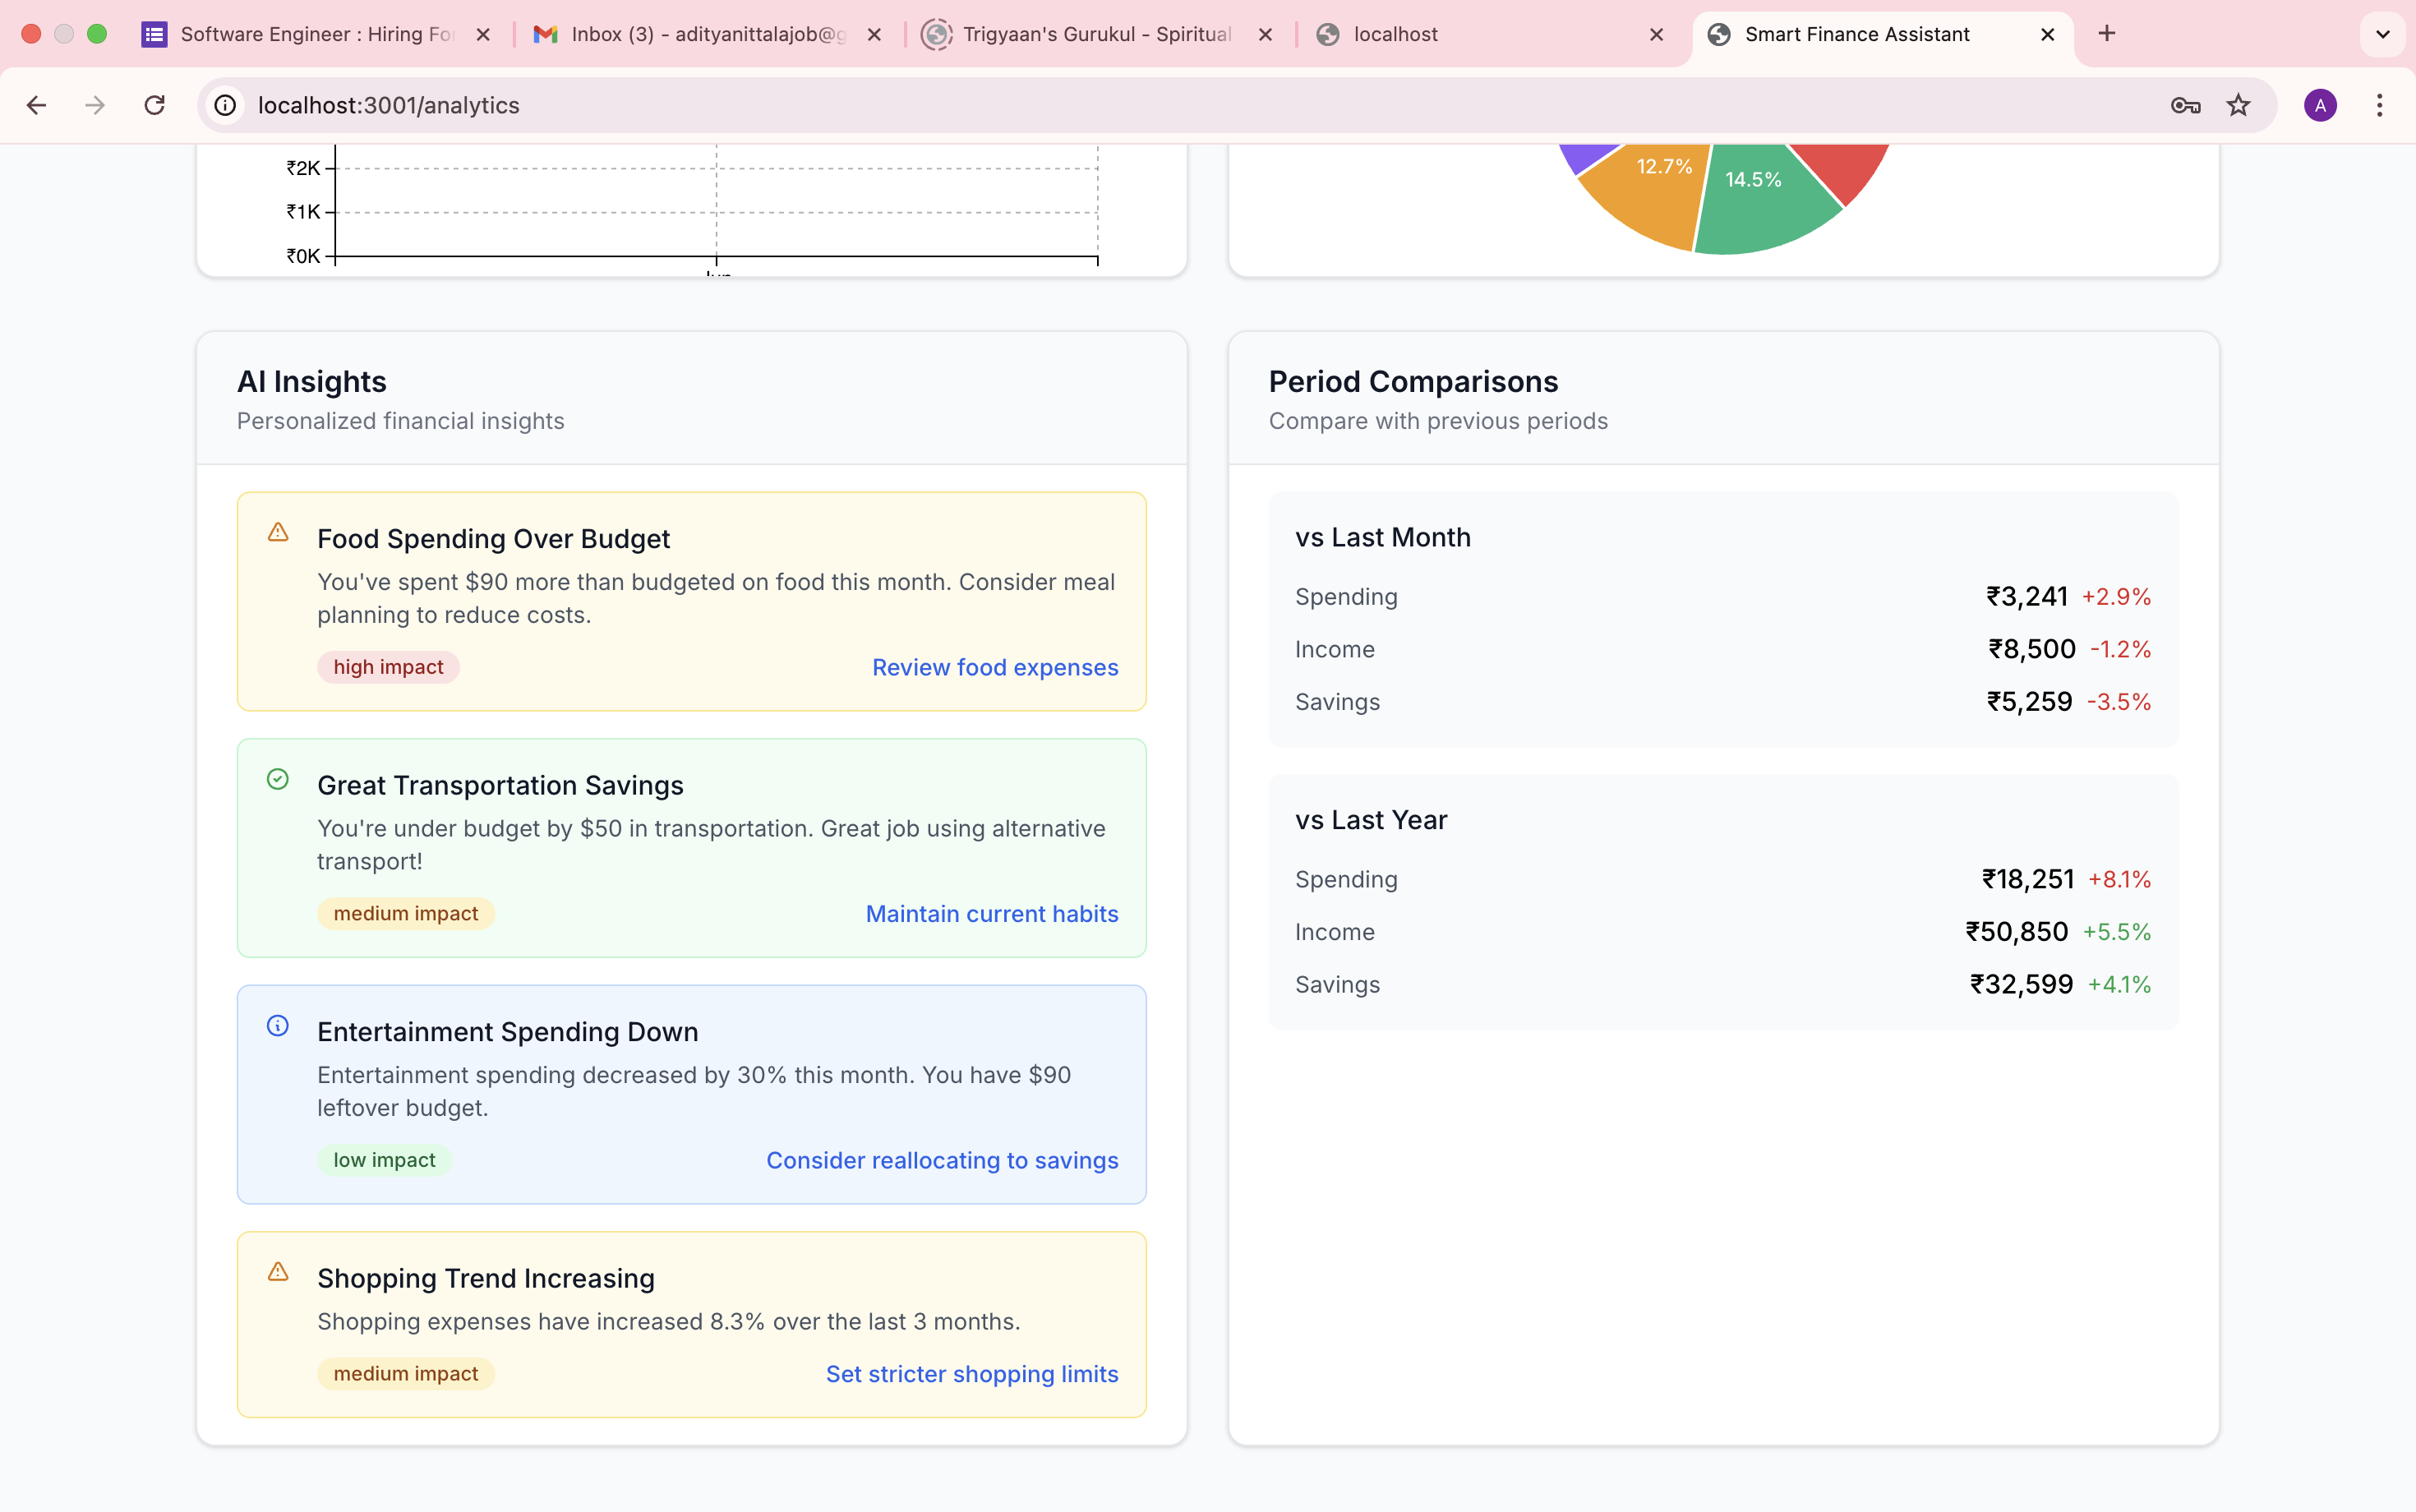 Software Engineer : Hiring Fo
Inbox (3) - adityanittalajob@g
Trigyaan's Gurukul - Spiritual
localhost
Smart Finance Assistant
localhost:3001/analytics
A
₹2K
₹1K
₹0K
12.7%
14.5%
AI Insights
Personalized financial insights
Food Spending Over Budget
You've spent $90 more than budgeted on food this month. Consider meal
planning to reduce costs.
high impact
Review food expenses
Great Transportation Savings
You're under budget by $50 in transportation. Great job using alternative
transport!
medium impact
Maintain current habits
Entertainment Spending Down
Entertainment spending decreased by 30% this month. You have $90
leftover budget.
low impact
Consider reallocating to savings
Shopping Trend Increasing
Shopping expenses have increased 8.3% over the last 3 months.
medium impact
Set stricter shopping limits
Period Comparisons
Compare with previous periods
vs Last Month
Spending ₹3,241 +2.9%
Income ₹8,500 -1.2%
Savings ₹5,259 -3.5%
vs Last Year
Spending ₹18,251 +8.1%
Income ₹50,850 +5.5%
Savings ₹32,599 +4.1%